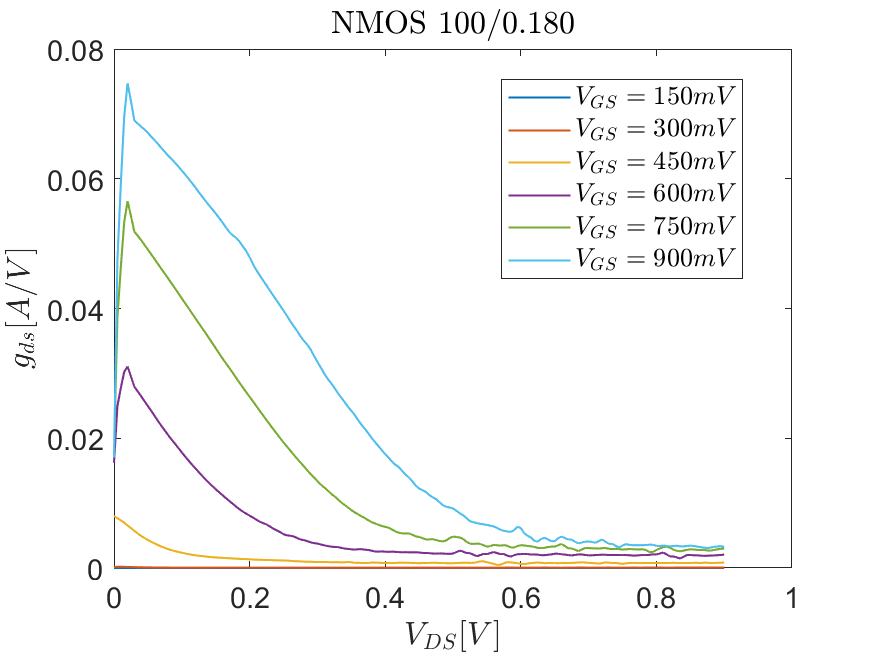 NMOS 100/0.180
0.08
0.06
0.04
0.02
0
g_{ds}[A/V]
V_{GS} = 150mV
V_{GS} = 300mV
V_{GS} = 450mV
V_{GS} = 600mV
V_{GS} = 750mV
V_{GS} = 900mV
0 0.2 0.4 0.6 0.8 1
V_{DS}[V]